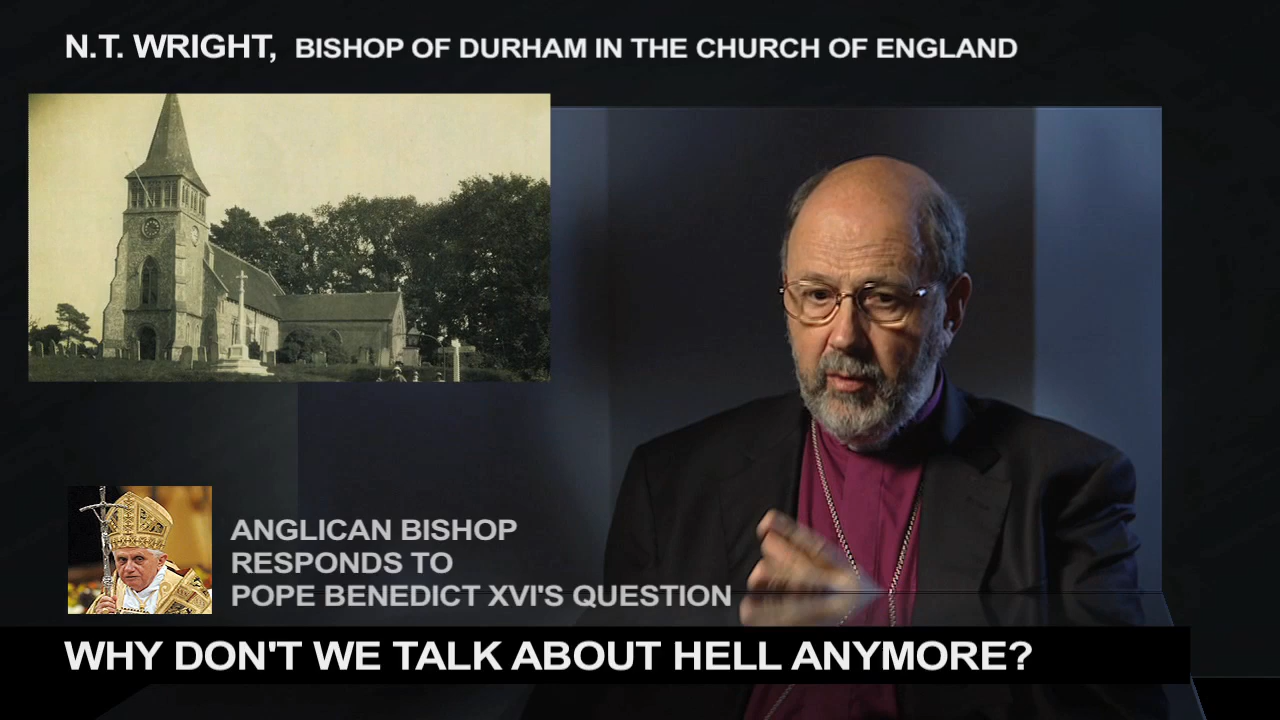 N.T. WRIGHT, BISHOP OF DURHAM IN THE CHURCH OF ENGLAND
ANGLICAN BISHOP
RESPONDS TO
POPE BENEDICT XVI'S QUESTION
WHY DON'T WE TALK ABOUT HELL ANYMORE?